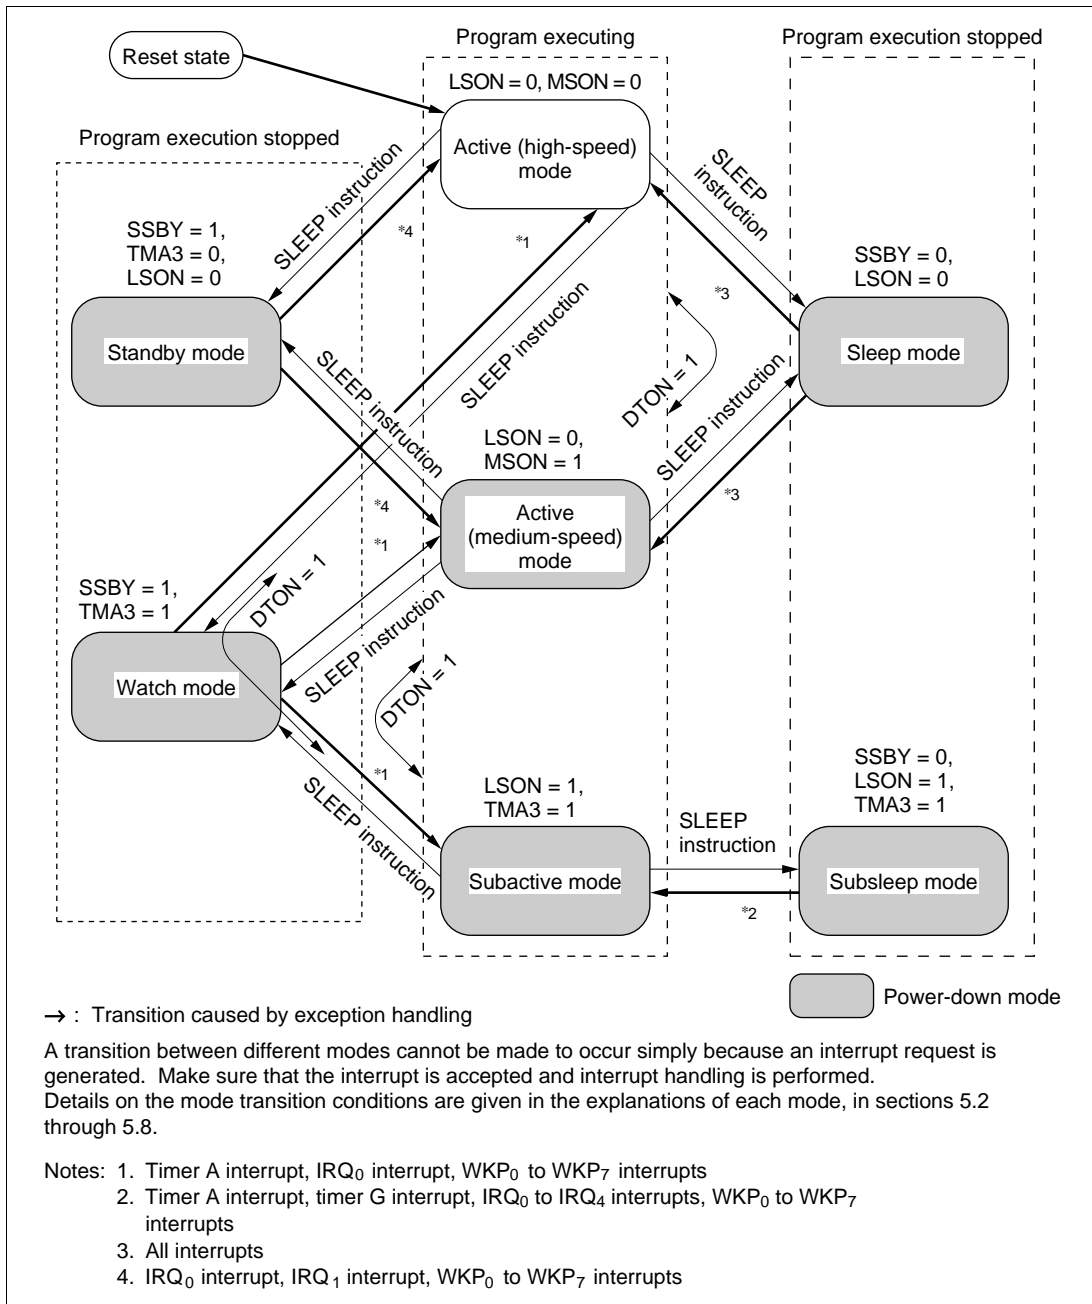 Reset state
Program executing
Program execution stopped
LSON = 0, MSON = 0
Program execution stopped
Active (high-speed)
mode
SLEEP instruction
*4
*1
SLEEP
instruction
*3
SSBY = 1,
TMA3 = 0,
LSON = 0
SSBY = 0,
LSON = 0
Standby mode
Sleep mode
SLEEP instruction
SLEEP instruction
DTON = 1
SLEEP instruction
LSON = 0,
MSON = 1
*4
*1
*3
Active
(medium-speed)
mode
SSBY = 1,
TMA3 = 1
DTON = 1
SLEEP instruction
Watch mode
DTON = 1
*1
SLEEP instruction
LSON = 1,
TMA3 = 1
SSBY = 0,
LSON = 1,
TMA3 = 1
SLEEP
instruction
Subactive mode
Subsleep mode
*2
Power-down mode
→ : Transition caused by exception handling
A transition between different modes cannot be made to occur simply because an interrupt request is
generated. Make sure that the interrupt is accepted and interrupt handling is performed.
Details on the mode transition conditions are given in the explanations of each mode, in sections 5.2
through 5.8.
Notes: 1. Timer A interrupt, IRQ0 interrupt, WKP0 to WKP7 interrupts
2. Timer A interrupt, timer G interrupt, IRQ0 to IRQ4 interrupts, WKP0 to WKP7
interrupts
3. All interrupts
4. IRQ0 interrupt, IRQ1 interrupt, WKP0 to WKP7 interrupts